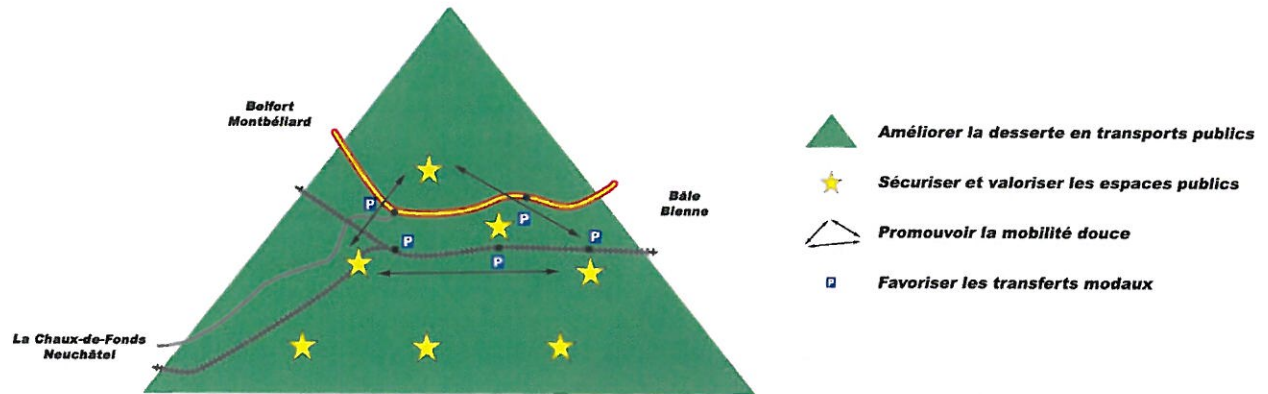 Belfort
Montbéliard
P
Bâle
Bienne
P
P
P
P
La Chaux-de-Fonds
Neuchâtel
Améliorer la desserte en transports publics
Sécuriser et valoriser les espaces publics
Promouvoir la mobilité douce
P Favoriser les transferts modaux